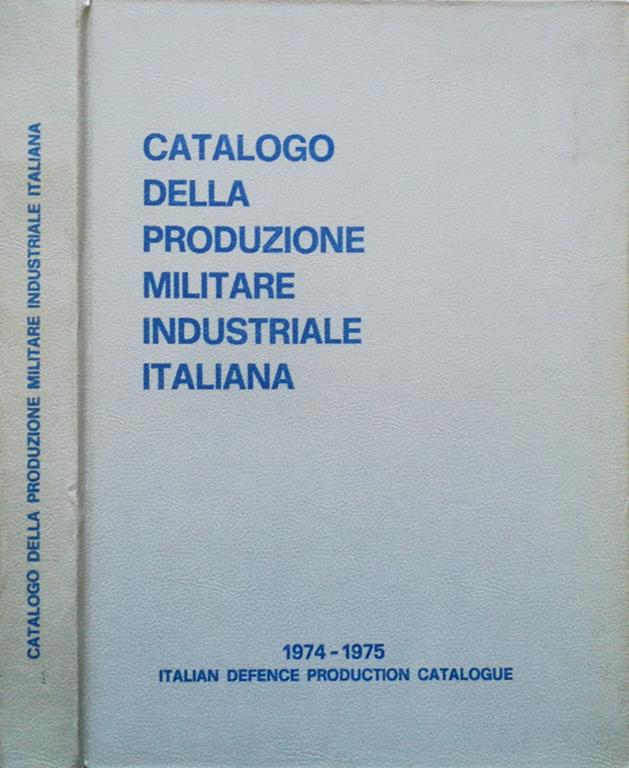 CATALOGO DELLA PRODUZIONE MILITARE INDUSTRIALE ITALIANA
CATALOGO
DELLA
PRODUZIONE
MILITARE
INDUSTRIALE
ITALIANA
1974-1975
ITALIAN DEFENCE PRODUCTION CATALOGUE